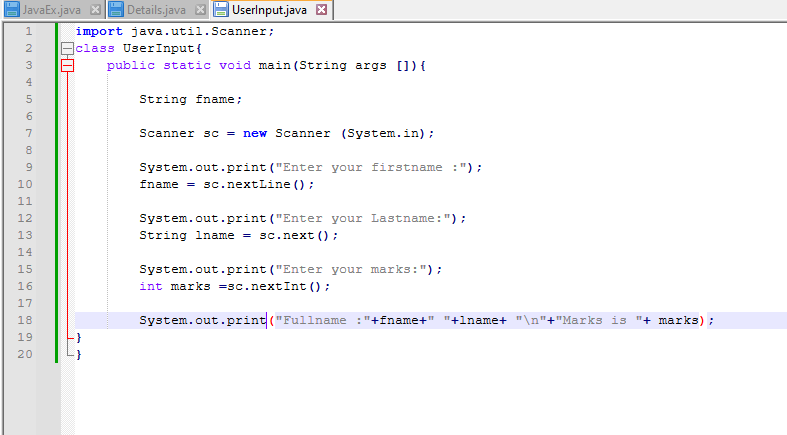 JavaEx.java Details.java UserInput.java
1 import java.util.Scanner;
2 class UserInput{
3 public static void main(String args []){
4
5 String fname;
6
7 Scanner sc = new Scanner (System.in);
8
9 System.out.print("Enter your firstname :");
10 fname = sc.nextLine();
11
12 System.out.print("Enter your Lastname:");
13 String lname = sc.next();
14
15 System.out.print("Enter your marks:");
16 int marks =sc.nextInt();
17
18 System.out.print("Fullname :"+fname+" "+lname+ "\n"+"Marks is "+ marks);
19 }
20 }